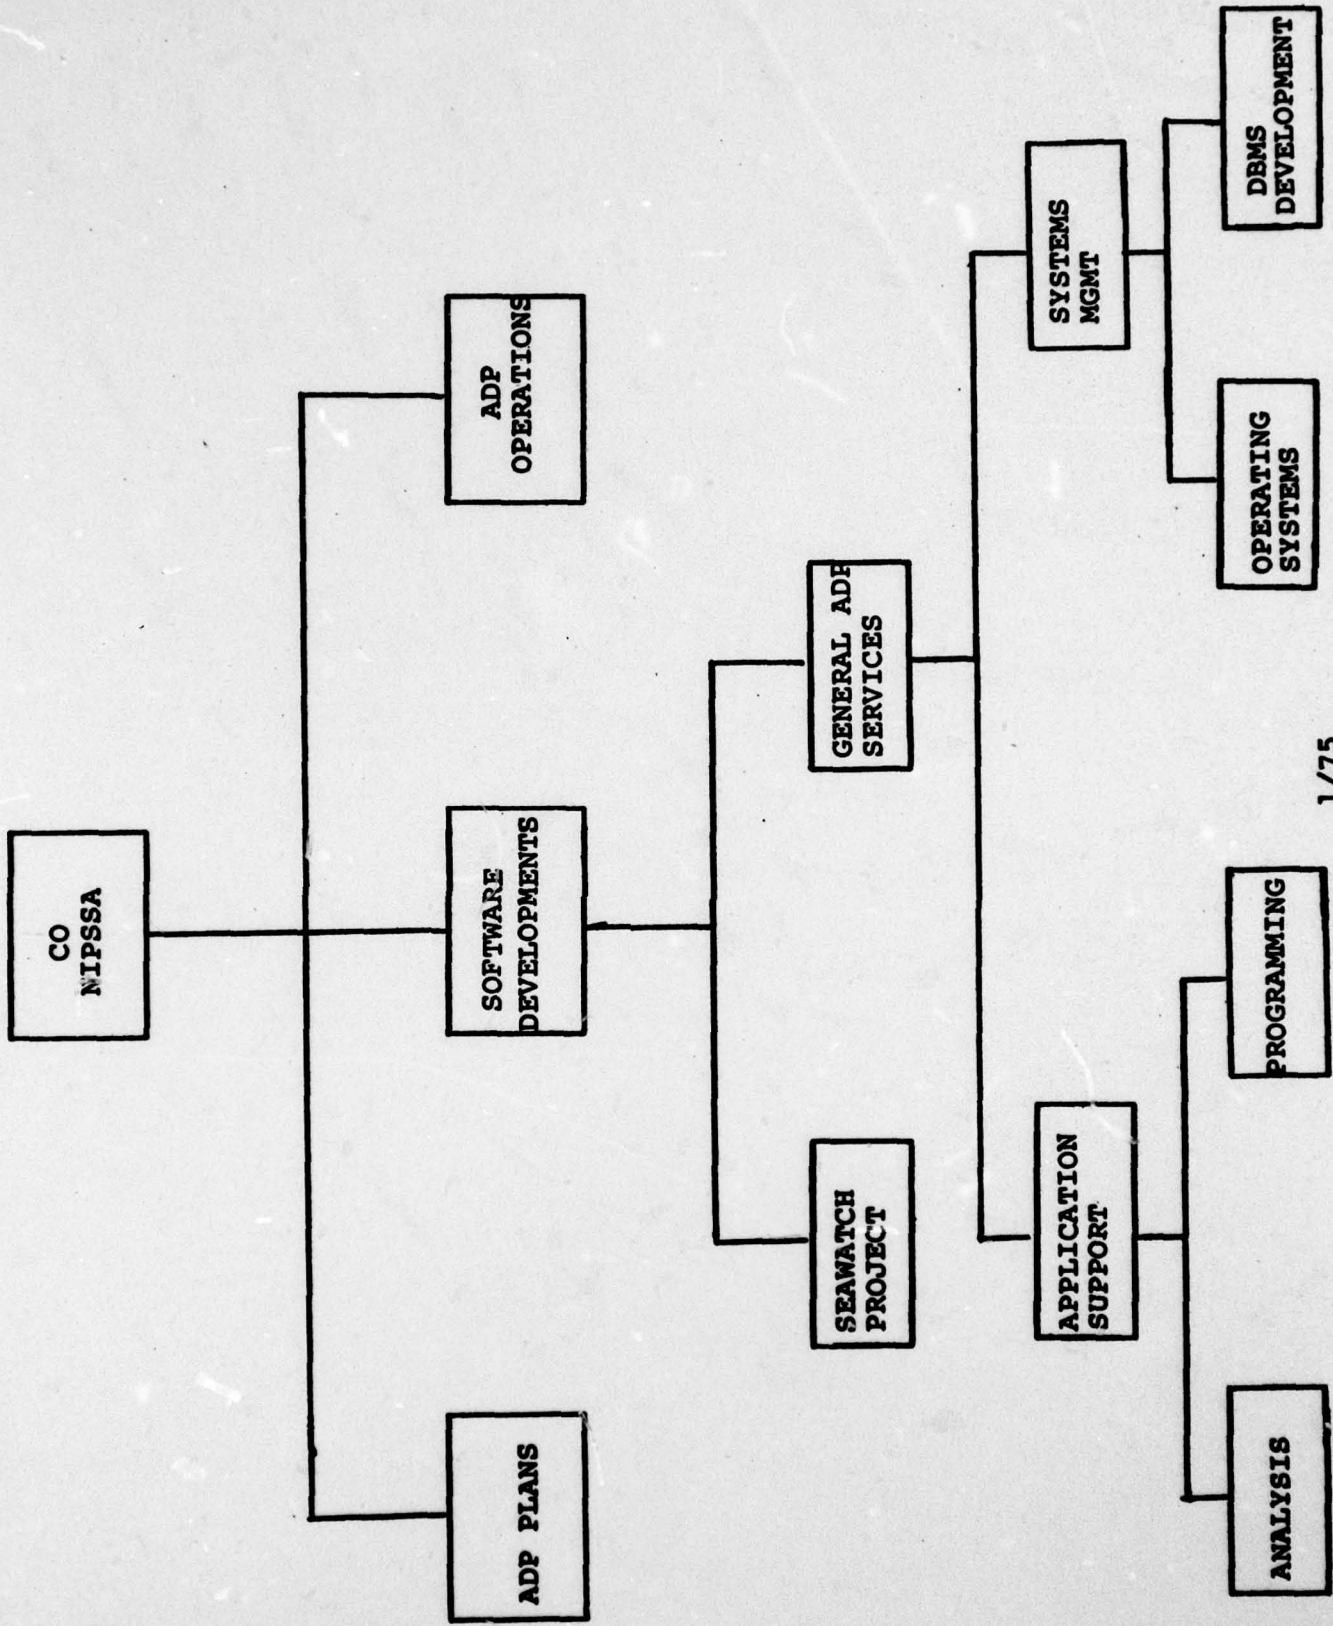 CO
NIPSSA
ADP PLANS
SOFTWARE
DEVELOPMENTS
ADP
OPERATIONS
SEAWATCH
PROJECT
GENERAL ADP
SERVICES
APPLICATION
SUPPORT
SYSTEMS
MGMT
ANALYSIS
PROGRAMMING
OPERATING
SYSTEMS
DBMS
DEVELOPMENT
1/75